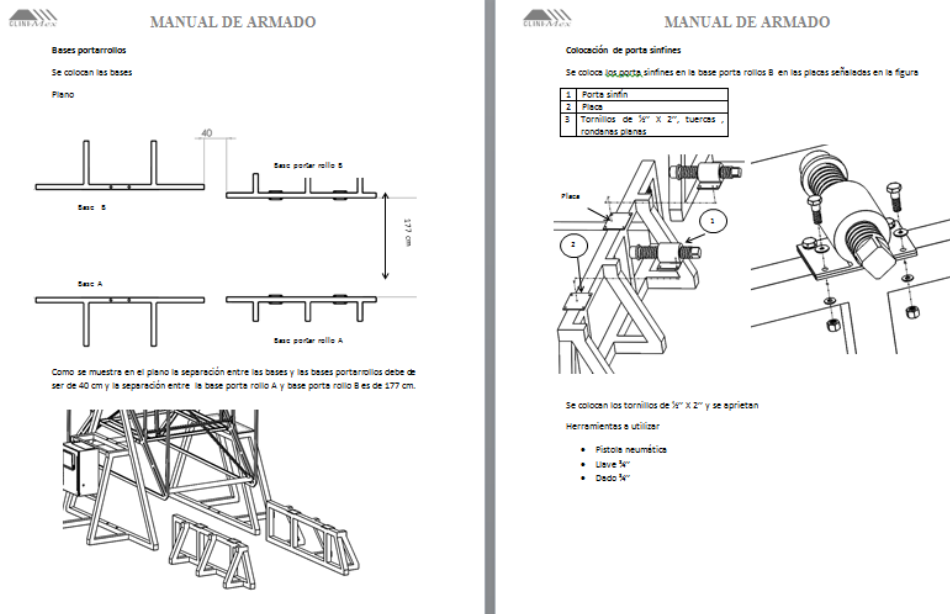 CLINIMex
MANUAL DE ARMADO
Bases portarrollos
Se colocan las bases
Plano
40
Base portar rollo B
Base B
177 cm
Base A
Base portar rollo A
Como se muestra en el plano la separación entre las bases y las bases portarrollos debe de
ser de 40 cm y la separación entre la base porta rollo A y base porta rollo B es de 177 cm.
MANUAL DE ARMADO
Colocación de porta sinfines
Se coloca los porta sinfines en la base porta rollos B en las placas señaladas en la figura
1 Porta sinfín
2 Placa
3 Tornillos de ½'' X 2'', tuercas ,
rondanas planas
Placa
1
2
Se colocan los tornillos de ½'' X 2'' y se aprietan
Herramientas a utilizar
• Pistola neumática
• Llave ¾''
• Dado ¾''